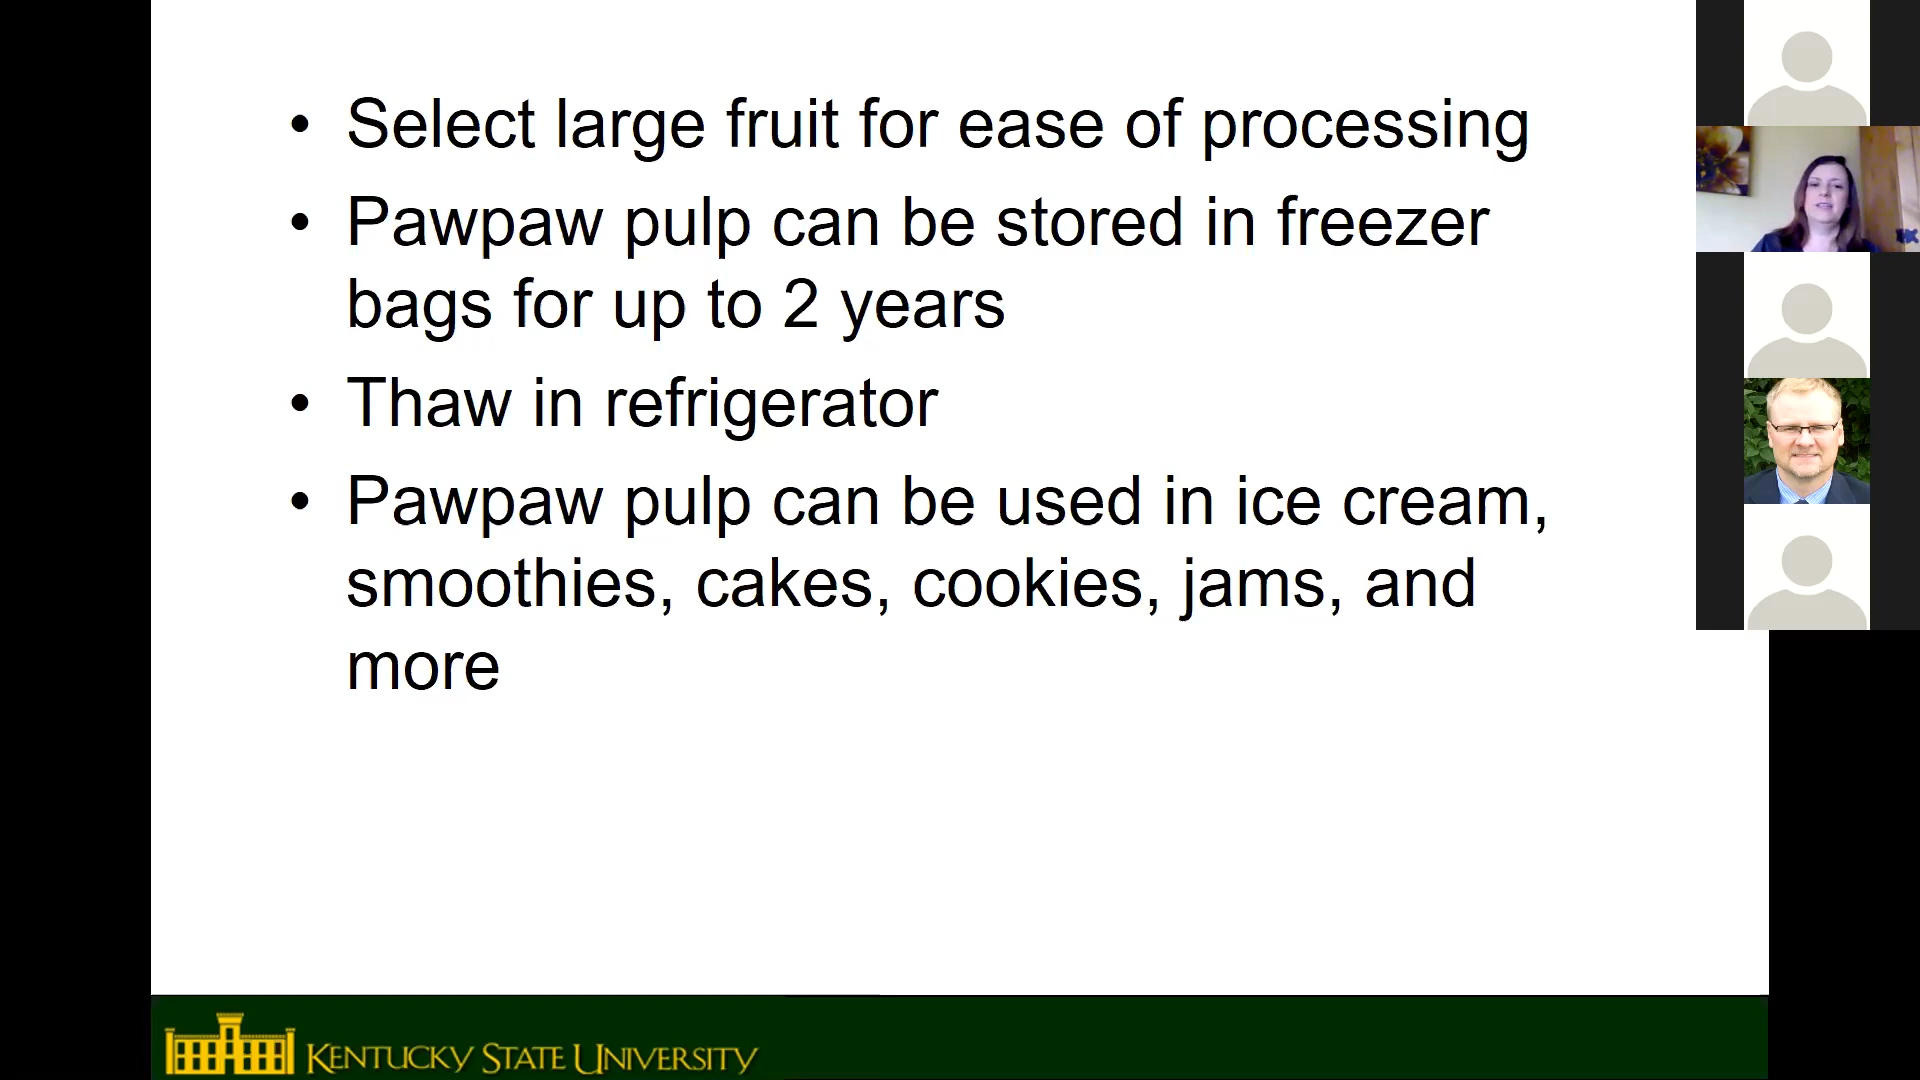 • Select large fruit for ease of processing
• Pawpaw pulp can be stored in freezer
bags for up to 2 years
• Thaw in refrigerator
• Pawpaw pulp can be used in ice cream,
smoothies, cakes, cookies, jams, and
more
KENTUCKY STATE UNIVERSITY